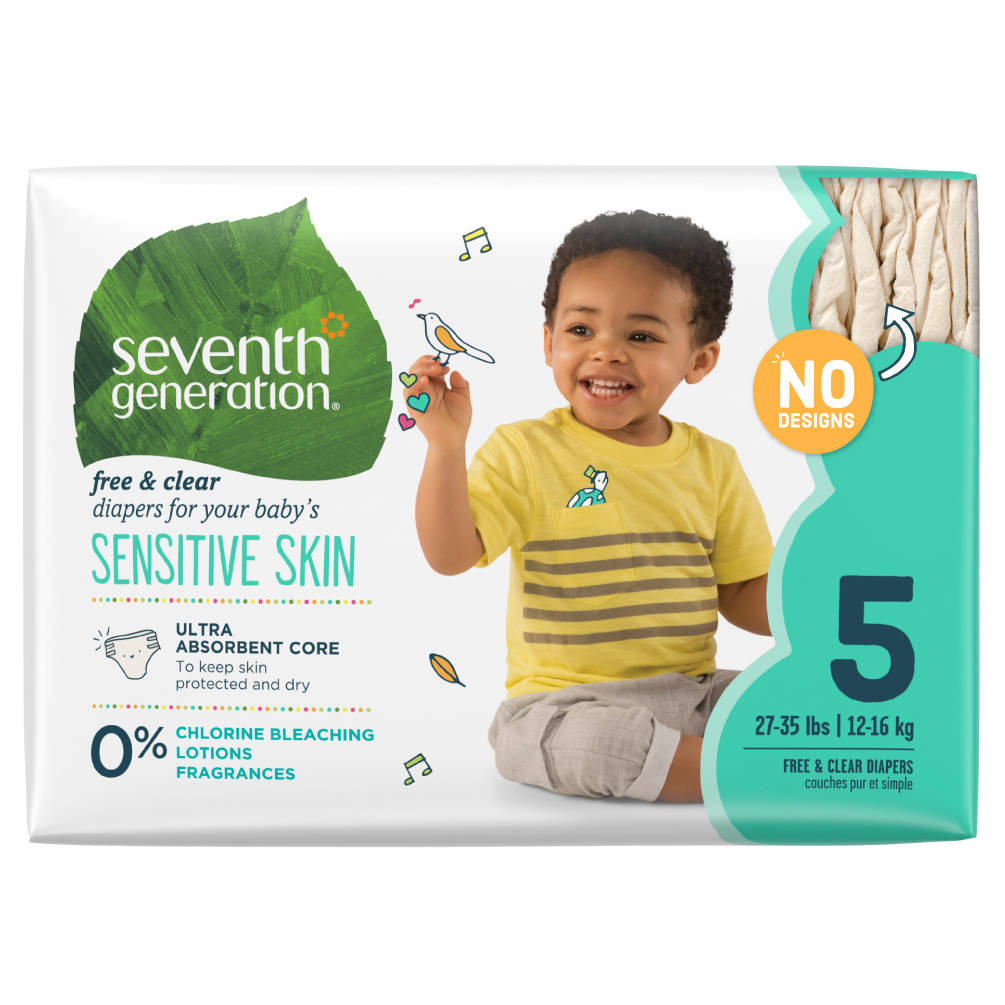 seventh
generation®
free & clear
diapers for your baby's
SENSITIVE SKIN
ULTRA
ABSORBENT CORE
To keep skin
protected and dry
0%
CHLORINE BLEACHING
LOTIONS
FRAGRANCES
NO
DESIGNS
5
27-35 lbs | 12-16 kg
FREE & CLEAR DIAPERS
couches pur et simple